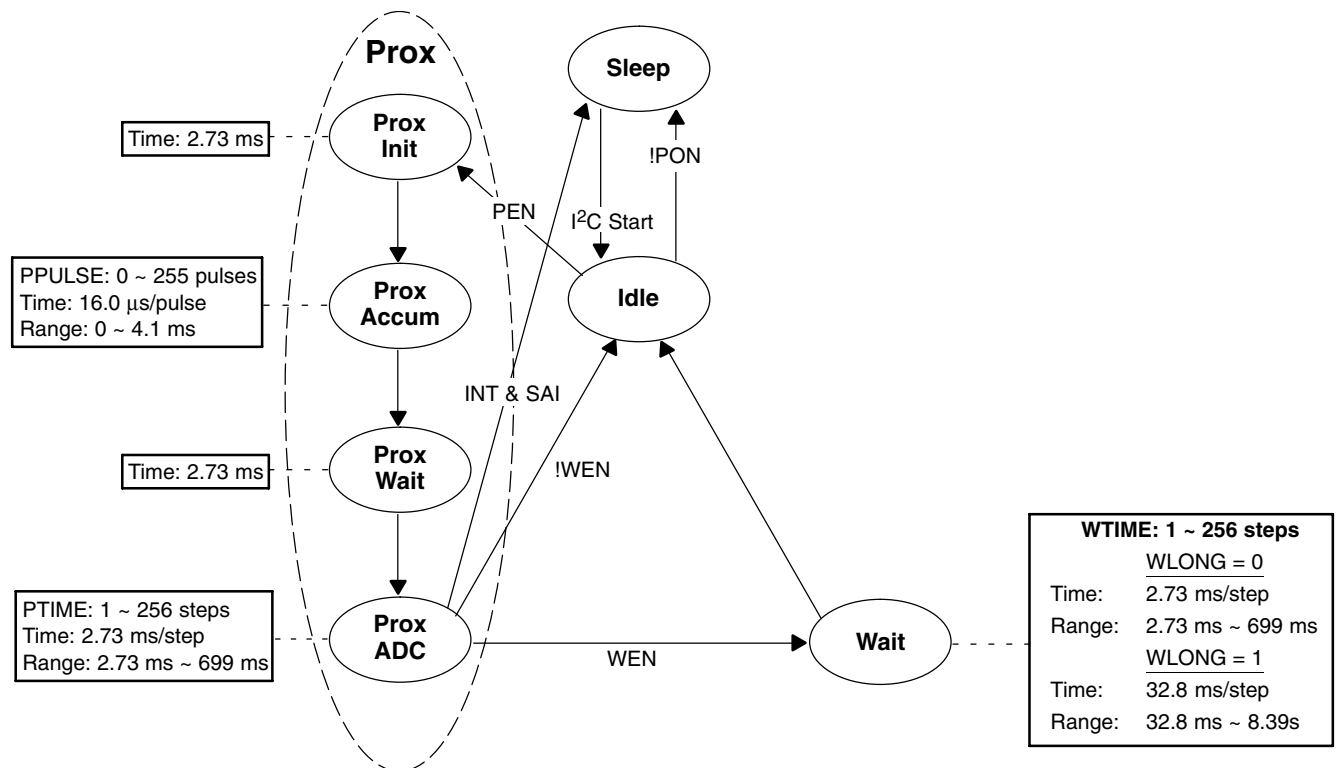 Prox
Sleep
Prox
Init
Time: 2.73 ms
!PON
PEN
I²C Start
PPULSE: 0 ~ 255 pulses
Time: 16.0 μs/pulse
Range: 0 ~ 4.1 ms
Prox
Accum
Idle
INT & SAI
Prox
Wait
Time: 2.73 ms
!WEN
PTIME: 1 ~ 256 steps
Time: 2.73 ms/step
Range: 2.73 ms ~ 699 ms
Prox
ADC
WEN
Wait
WTIME: 1 ~ 256 steps
WLONG = 0
Time: 2.73 ms/step
Range: 2.73 ms ~ 699 ms
WLONG = 1
Time: 32.8 ms/step
Range: 32.8 ms ~ 8.39s